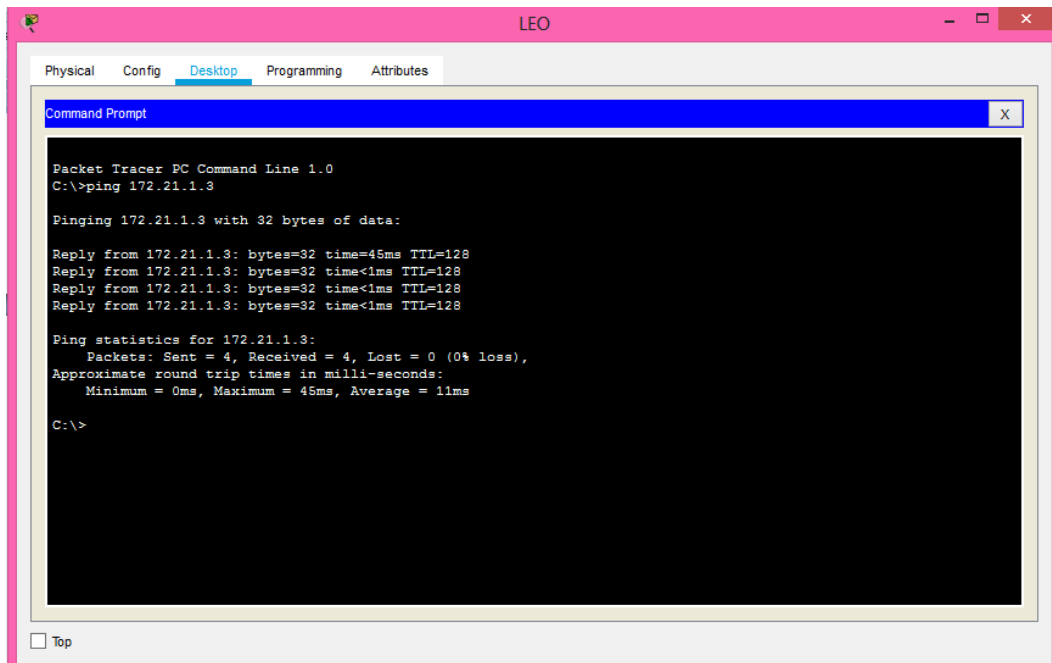 LEO
Physical Config Desktop Programming Attributes
Command Prompt
X
Packet Tracer PC Command Line 1.0
C:\>ping 172.21.1.3
Pinging 172.21.1.3 with 32 bytes of data:
Reply from 172.21.1.3: bytes=32 time=45ms TTL=128
Reply from 172.21.1.3: bytes=32 time<1ms TTL=128
Reply from 172.21.1.3: bytes=32 time<1ms TTL=128
Reply from 172.21.1.3: bytes=32 time<1ms TTL=128
Ping statistics for 172.21.1.3:
Packets: Sent = 4, Received = 4, Lost = 0 (0% loss),
Approximate round trip times in milli-seconds:
Minimum = 0ms, Maximum = 45ms, Average = 11ms
C:\>
Top